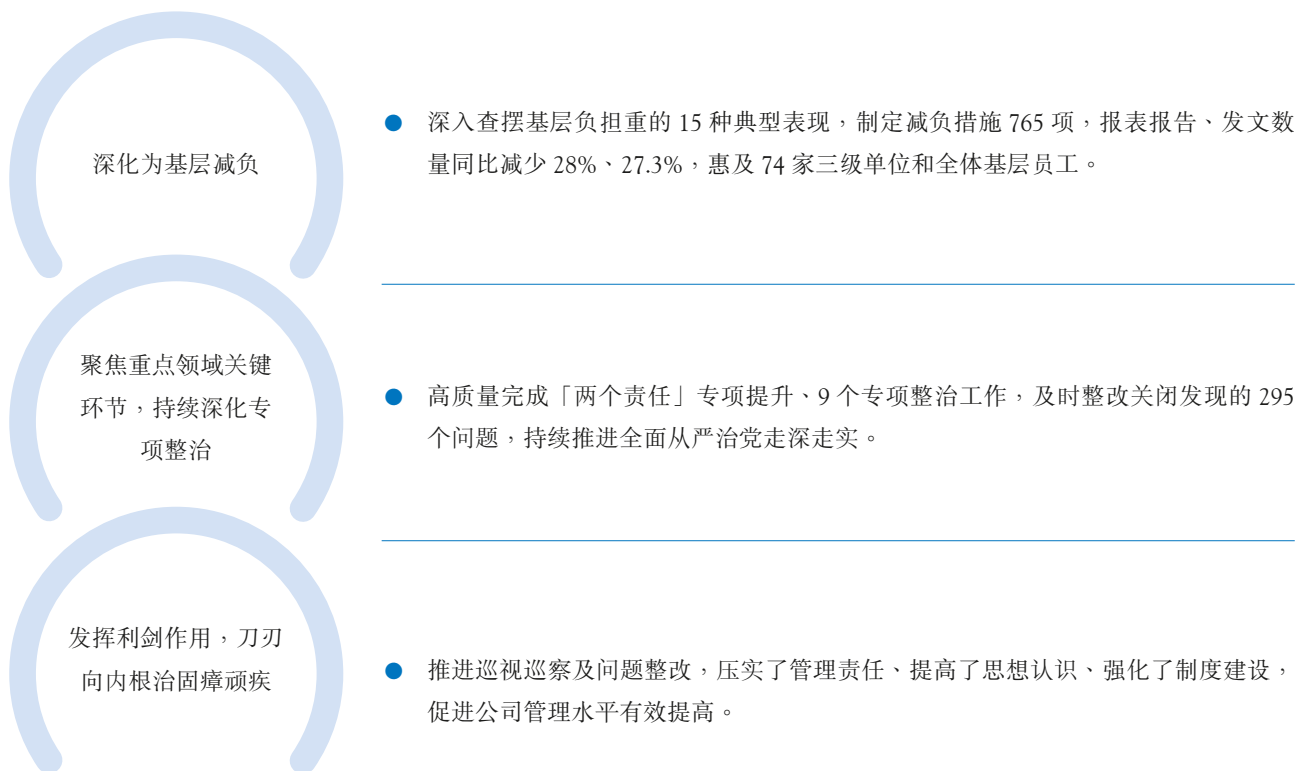 深化为基层减负
● 深入查摆基层负担重的 15 种典型表现，制定减负措施 765 项，报表报告、发文数
量同比减少 28%、27.3%，惠及 74 家三级单位和全体基层员工。
聚焦重点领域关键
环节，持续深化专
项整治
● 高质量完成「两个责任」专项提升、9 个专项整治工作，及时整改关闭发现的 295
个问题，持续推进全面从严治党走深走实。
发挥利剑作用，刀刃
向内根治固瘴顽疾
● 推进巡视巡察及问题整改，压实了管理责任、提高了思想认识、强化了制度建设，
促进公司管理水平有效提高。